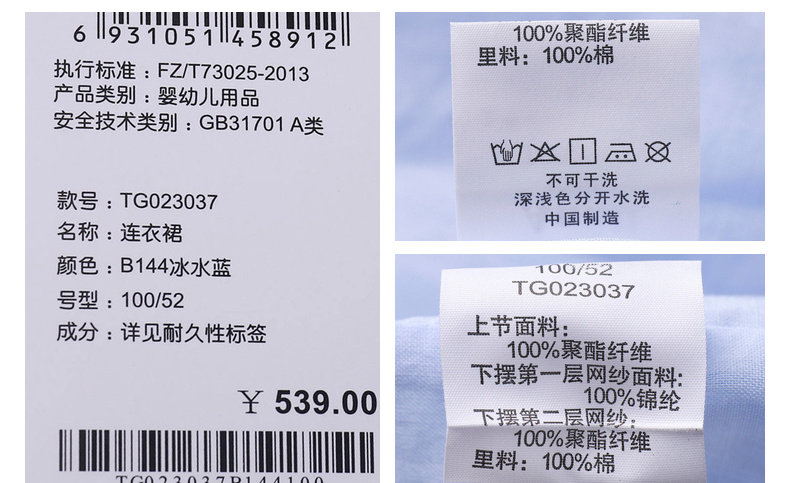 6 931051 458912
执行标准：FZ/T73025-2013
产品类别：婴幼儿用品
安全技术类别：GB31701 A类
款号：TG023037
名称：连衣裙
颜色：B144冰水蓝
号型：100/52
成分：详见耐久性标签
￥ 539.00
TG023037B144100
100%聚酯纤维
里料：100%棉
不可干洗
深浅色分开水洗
中国制造
100/52
TG023037
上节面料：
100%聚酯纤维
下摆第一层网纱面料：
100%锦纶
下摆第二层网纱：
100%聚酯纤维
里料：100%棉